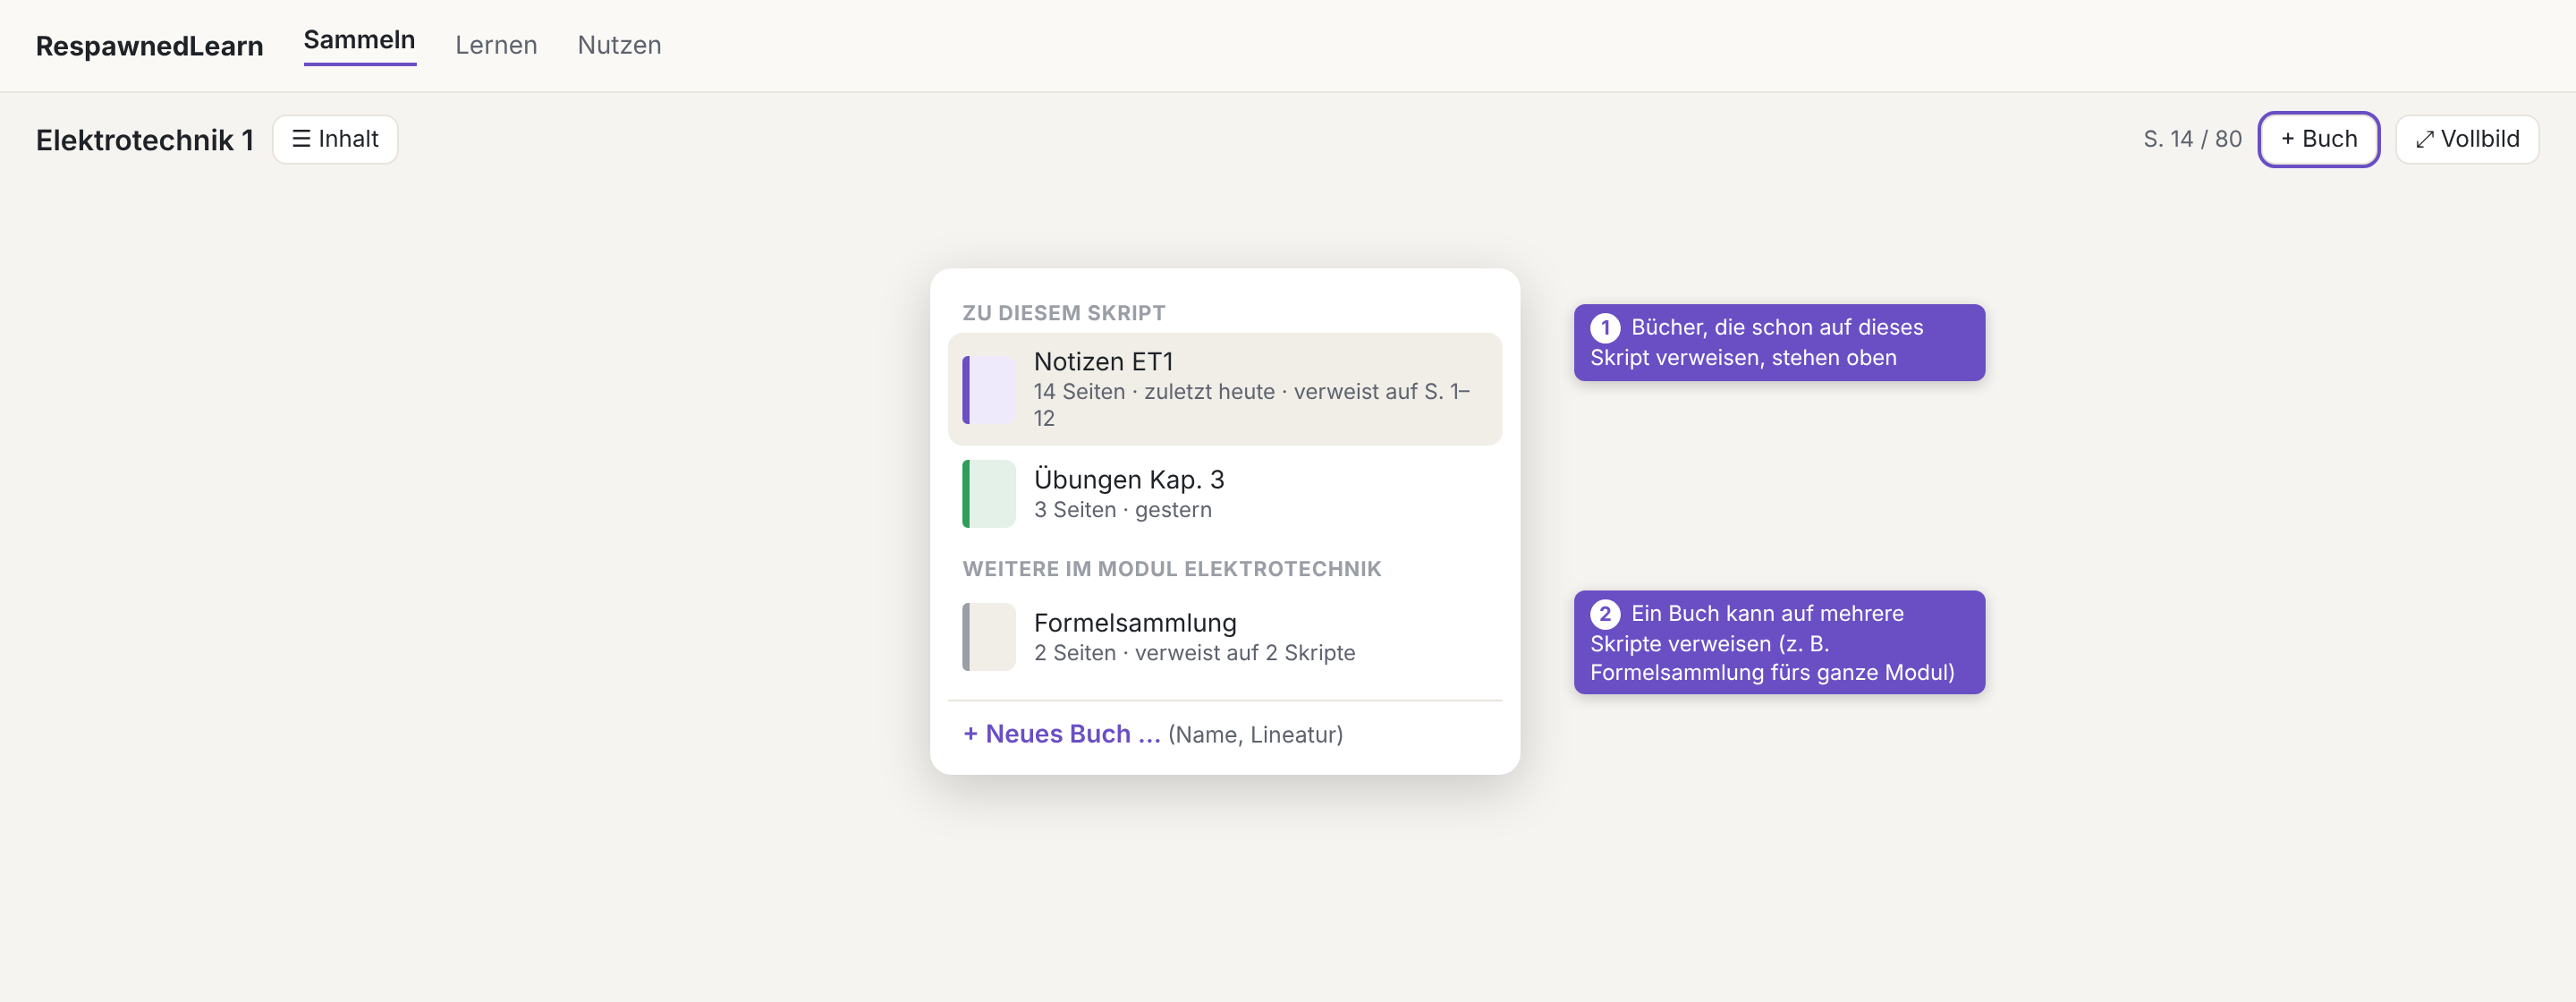 RespawnedLearn Sammeln Lernen Nutzen
Elektrotechnik 1 ☰ Inhalt S. 14 / 80 + Buch ⤢ Vollbild
ZU DIESEM SKRIPT
Notizen ET1
14 Seiten · zuletzt heute · verweist auf S. 1–
12
Übungen Kap. 3
3 Seiten · gestern
WEITERE IM MODUL ELEKTROTECHNIK
Formelsammlung
2 Seiten · verweist auf 2 Skripte
+ Neues Buch … (Name, Lineatur)
1 Bücher, die schon auf dieses
Skript verweisen, stehen oben
2 Ein Buch kann auf mehrere
Skripte verweisen (z. B.
Formelsammlung fürs ganze Modul)